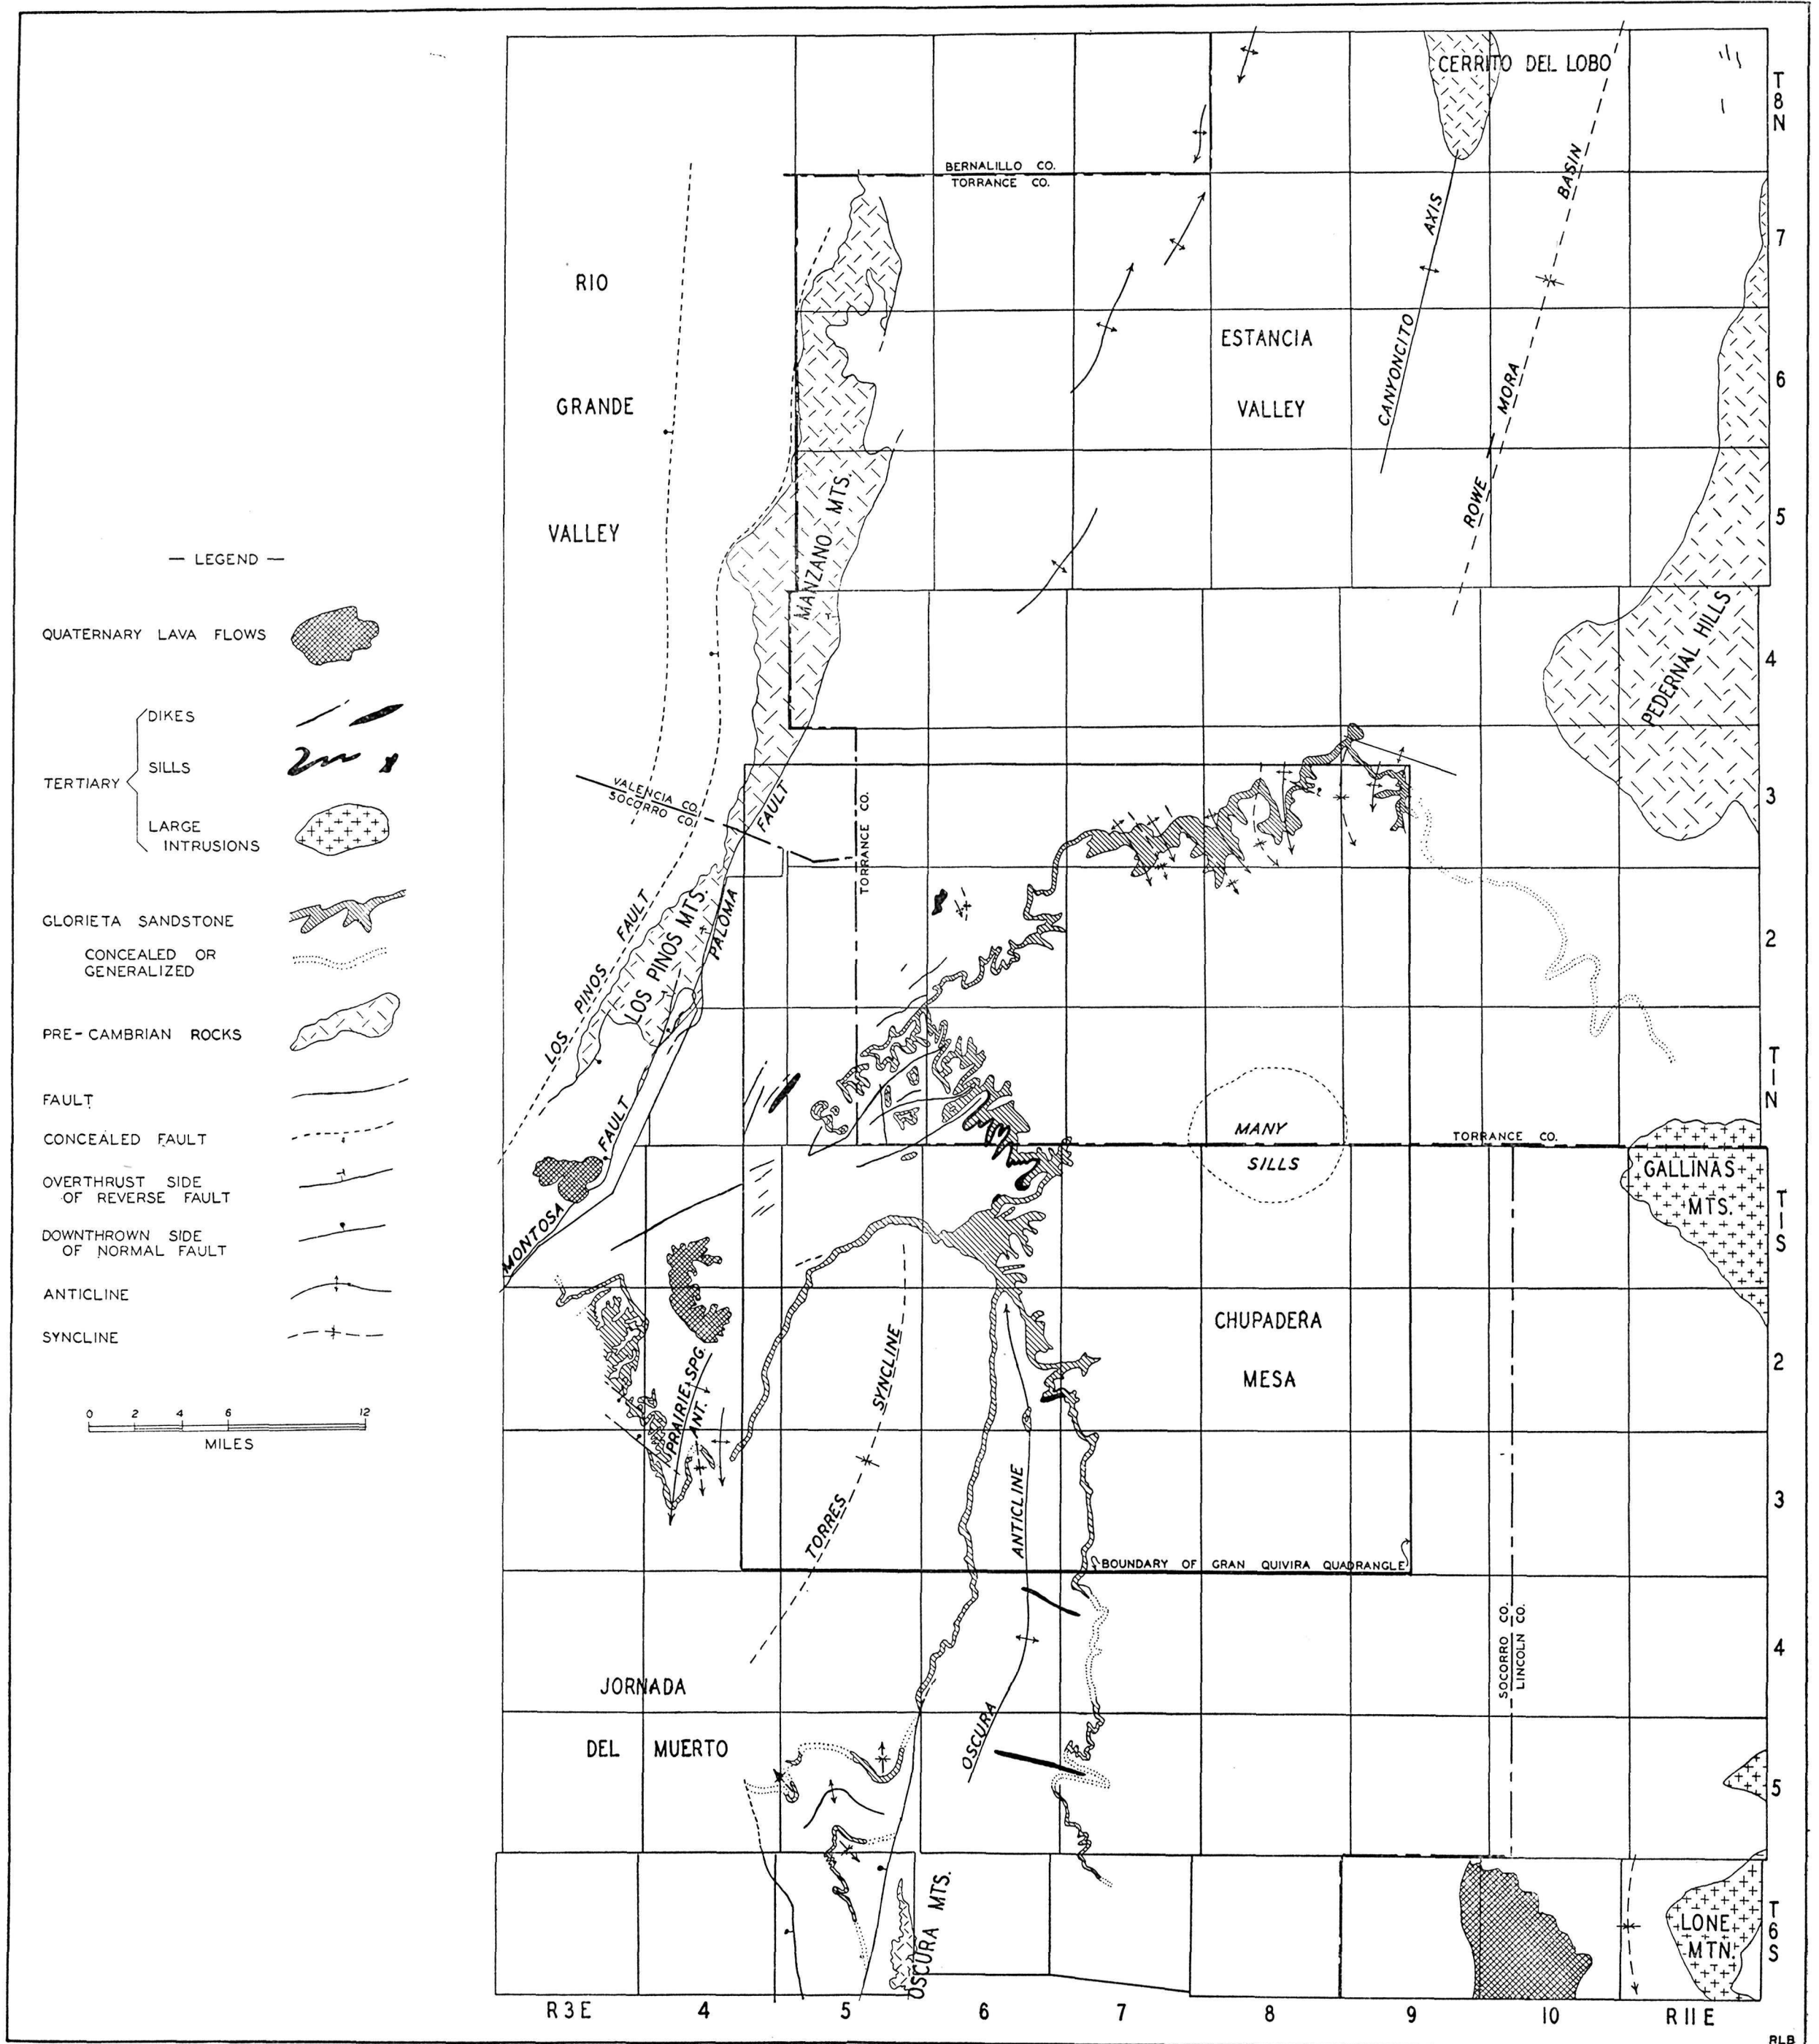 — LEGEND —
QUATERNARY LAVA FLOWS
TERTIARY
DIKES
SILLS
LARGE
INTRUSIONS
GLORIETA SANDSTONE
CONCEALED OR
GENERALIZED
PRE-CAMBRIAN ROCKS
FAULT
CONCEALED FAULT
OVERTHRUST SIDE
OF REVERSE FAULT
DOWNTHROWN SIDE
OF NORMAL FAULT
ANTICLINE
SYNCLINE
0 2 4 6 12
MILES
CERRITO DEL LOBO
BERNALILLO CO.
TORRANCE CO.
RIO
GRANDE
VALLEY
ESTANCIA
VALLEY
CANYONCITO AXIS
ROWE MORA BASIN
MANZANO MTS.
PEDERNAL HILLS
VALENCIA CO.
SOCORRO CO.
TORRANCE CO.
PALOMA FAULT
LOS PINOS FAULT
LOS PINOS MTS.
MONTOSA FAULT
MANY
SILLS
TORRANCE CO.
GALLINAS
MTS.
CHUPADERA
MESA
PRAIRIE SPG.
ANT.
TORRES SYNCLINE
OSCURA ANTICLINE
BOUNDARY OF GRAN QUIVIRA QUADRANGLE
SOCORRO CO.
LINCOLN CO.
JORNADA
DEL MUERTO
OSCURA MTS.
LONE
MTN.
T
8
N
7
6
5
4
3
2
T
1
N
T
1
S
2
3
4
5
T
6
S
R 3 E 4 5 6 7 8 9 10 R 11 E
RLB